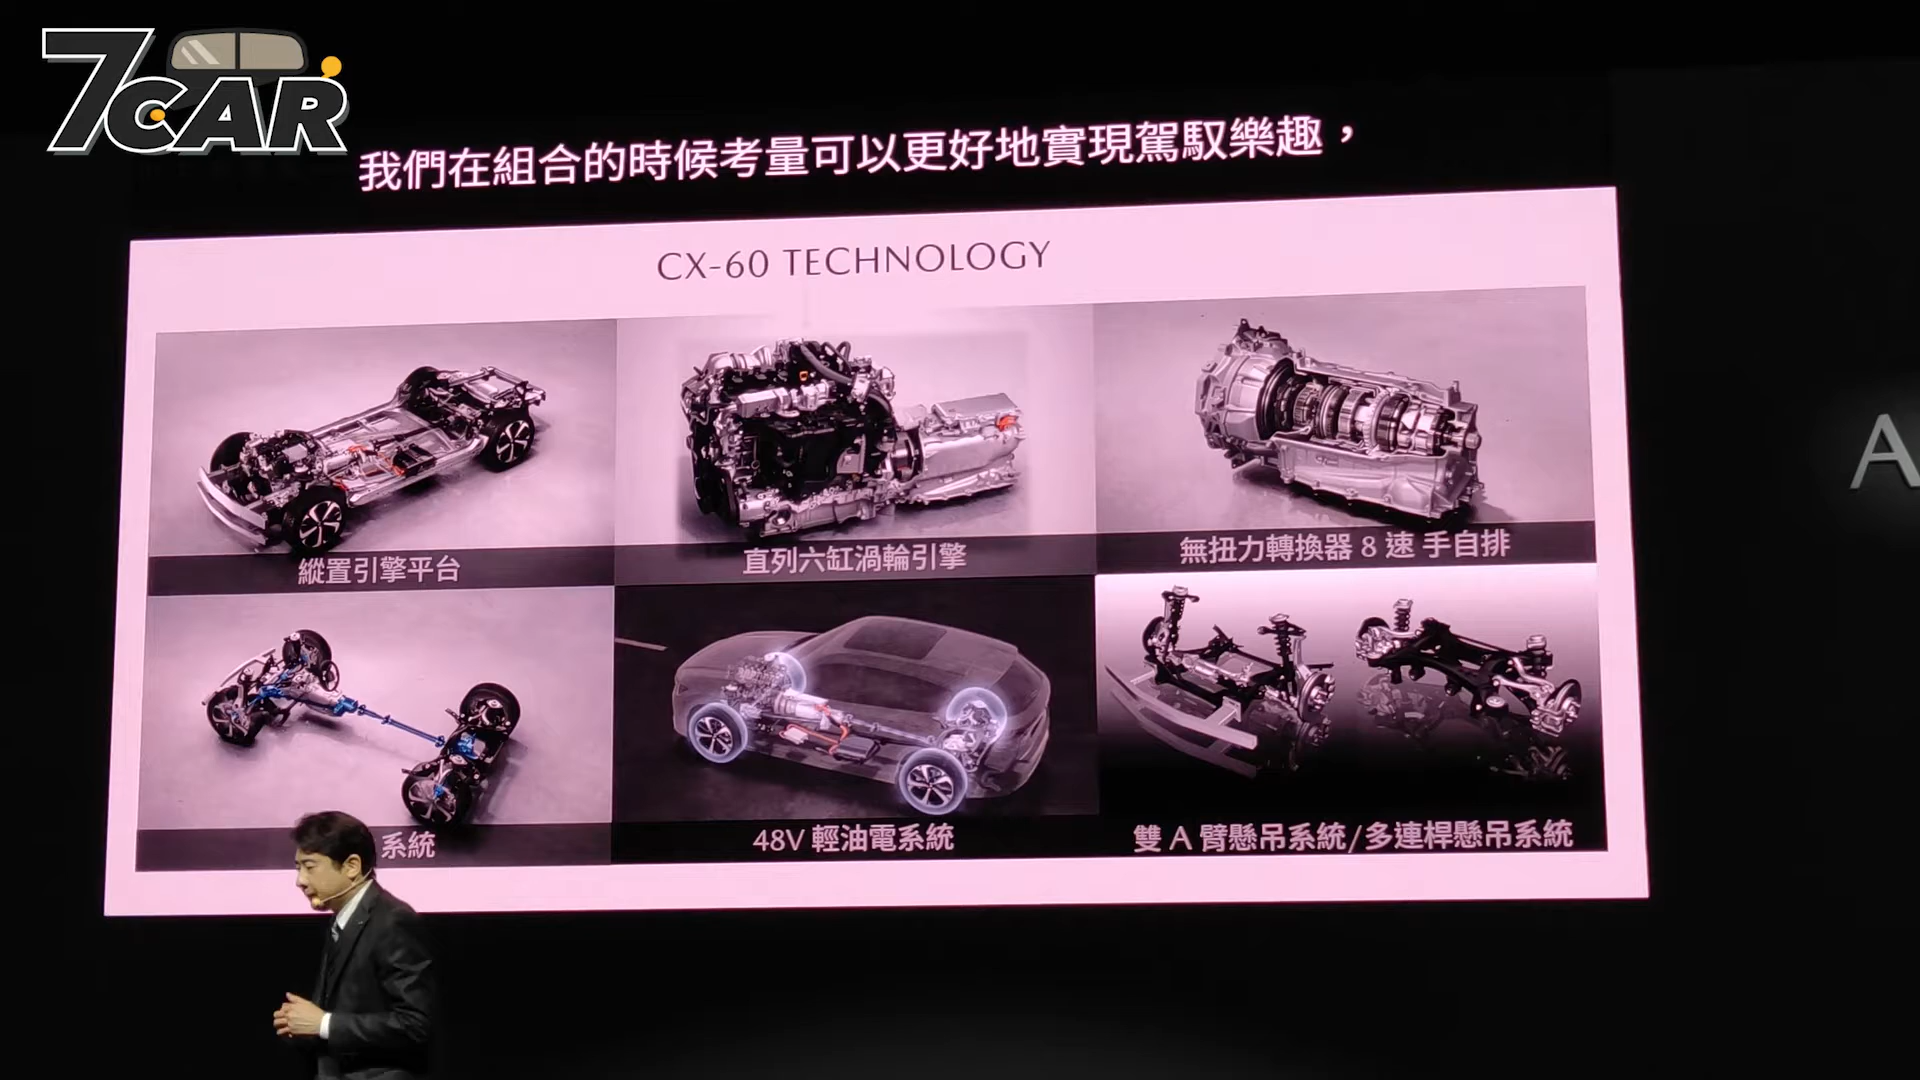 7CAR
我們在組合的時候考量可以更好地實現駕馭樂趣，
CX-60 TECHNOLOGY
縱置引擎平台
直列六缸渦輪引擎
無扭力轉換器 8 速 手自排
系統
48V 輕油電系統
雙 A 臂懸吊系統/多連桿懸吊系統
A